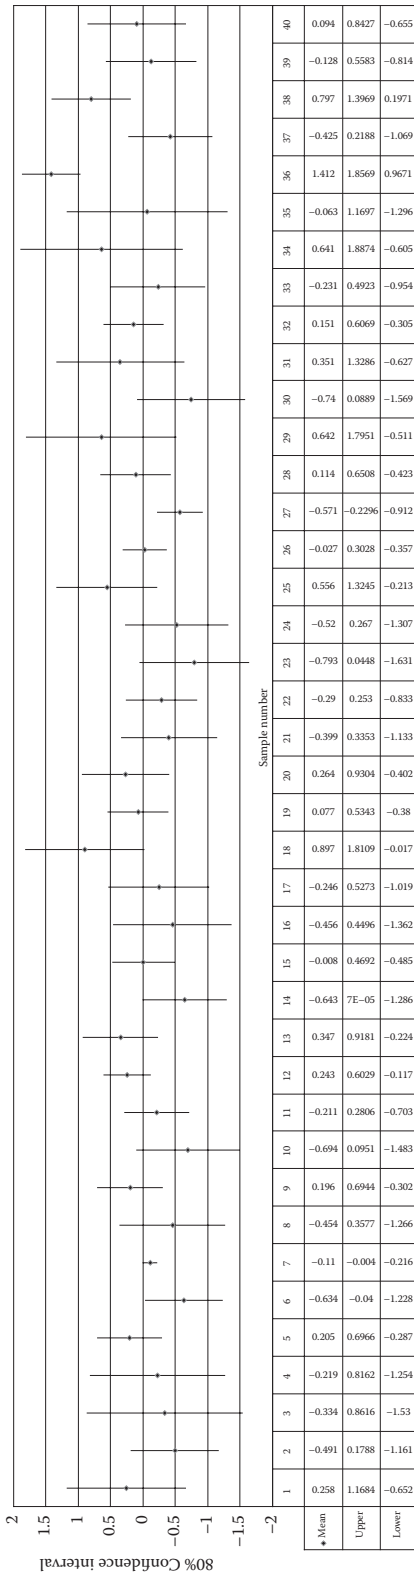 80% Confidence interval
2
1.5
1
0.5
0
−0.5
−1
−1.5
−2
Sample number
1 2 3 4 5 6 7 8 9 10 11 12 13 14 15 16 17 18 19 20 21 22 23 24 25 26 27 28 29 30 31 32 33 34 35 36 37 38 39 40
Mean 0.258 −0.491 −0.334 −0.219 0.205 −0.634 −0.11 −0.454 0.196 −0.694 −0.211 0.243 0.347 −0.643 −0.008 −0.456 −0.246 0.897 0.077 0.264 −0.399 −0.29 −0.793 −0.52 0.556 −0.027 −0.571 0.114 0.642 −0.74 0.351 0.151 −0.231 0.641 −0.063 1.412 −0.425 0.797 −0.128 0.094
Upper 1.1684 0.1788 0.8616 0.8162 0.6966 −0.04 −0.004 0.3577 0.6944 0.0951 0.2806 0.6029 0.9181 7E−05 0.4692 0.4496 0.5273 1.8109 0.5343 0.9304 0.3353 0.253 0.0448 0.267 1.3245 0.3028 −0.2296 0.6508 1.7951 0.0889 1.3286 0.6069 0.4923 1.8874 1.1697 1.8569 0.2188 1.3969 0.5583 0.8427
Lower −0.652 −1.161 −1.53 −1.254 −0.287 −1.228 −0.216 −1.266 −0.302 −1.483 −0.703 −0.117 −0.224 −1.286 −0.485 −1.362 −1.019 −0.017 −0.38 −0.402 −1.133 −0.833 −1.631 −1.307 −0.213 −0.357 −0.912 −0.423 −0.511 −1.569 −0.627 −0.305 −0.954 −0.605 −1.296 0.9671 −1.069 0.1971 −0.814 −0.655